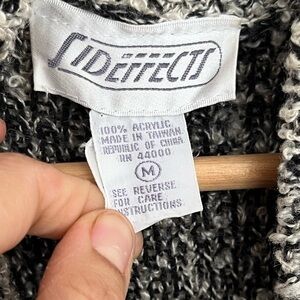 SIDEFFECTS
100% ACRYLIC
MADE IN TAIWAN
REPUBLIC OF CHINA
RN 44000
M
SEE REVERSE
FOR CARE
INSTRUCTIONS